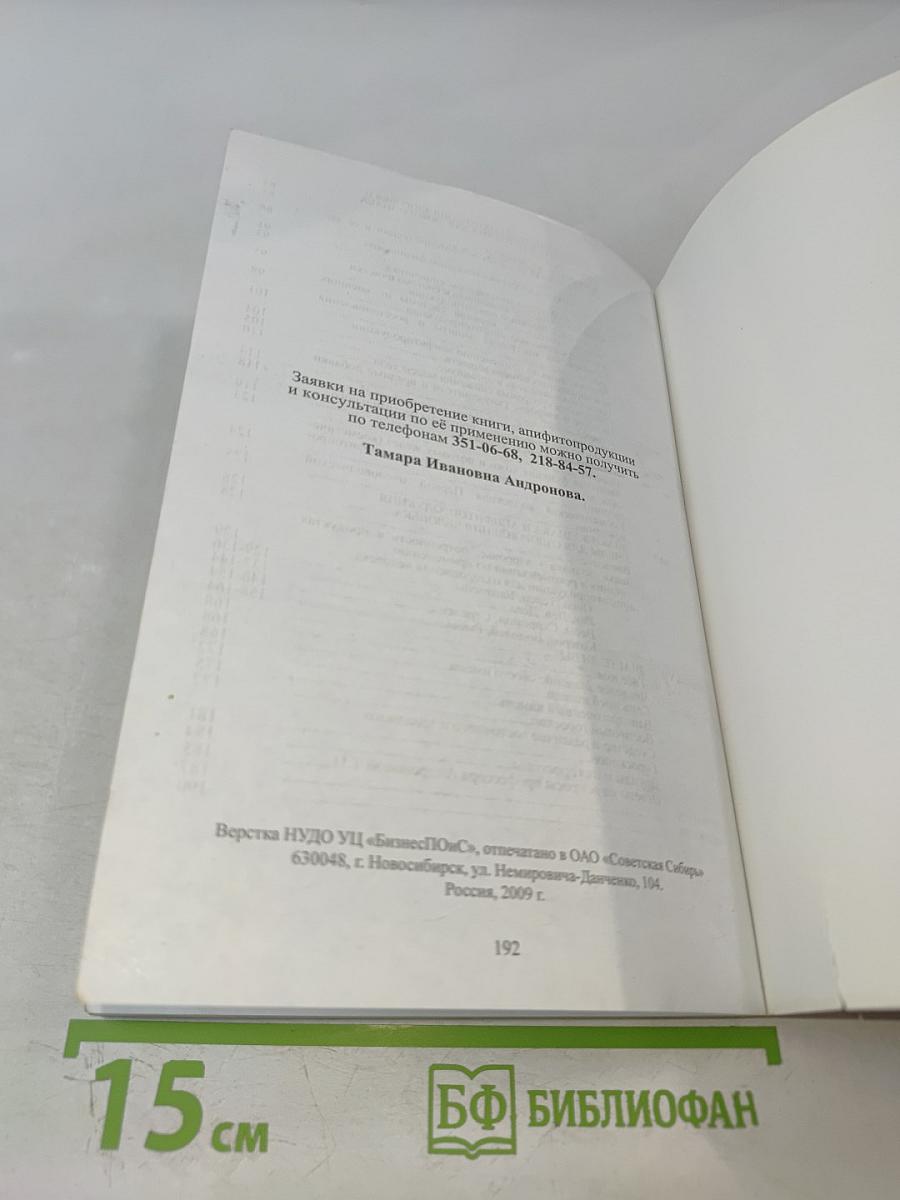 Заявки на приобретение книги, апифитопродукции
и консультации по её применению можно получить
по телефонам 351-06-68, 218-84-57.
Тамара Ивановна Андронова.
Верстка НУДО УЦ «БизнесПОиС», отпечатано в ОАО «Советская Сибирь»
630048, г. Новосибирск, ул. Немировича-Данченко, 104.
Россия, 2009 г.
192
15 см
БФ БИБЛИОФАН